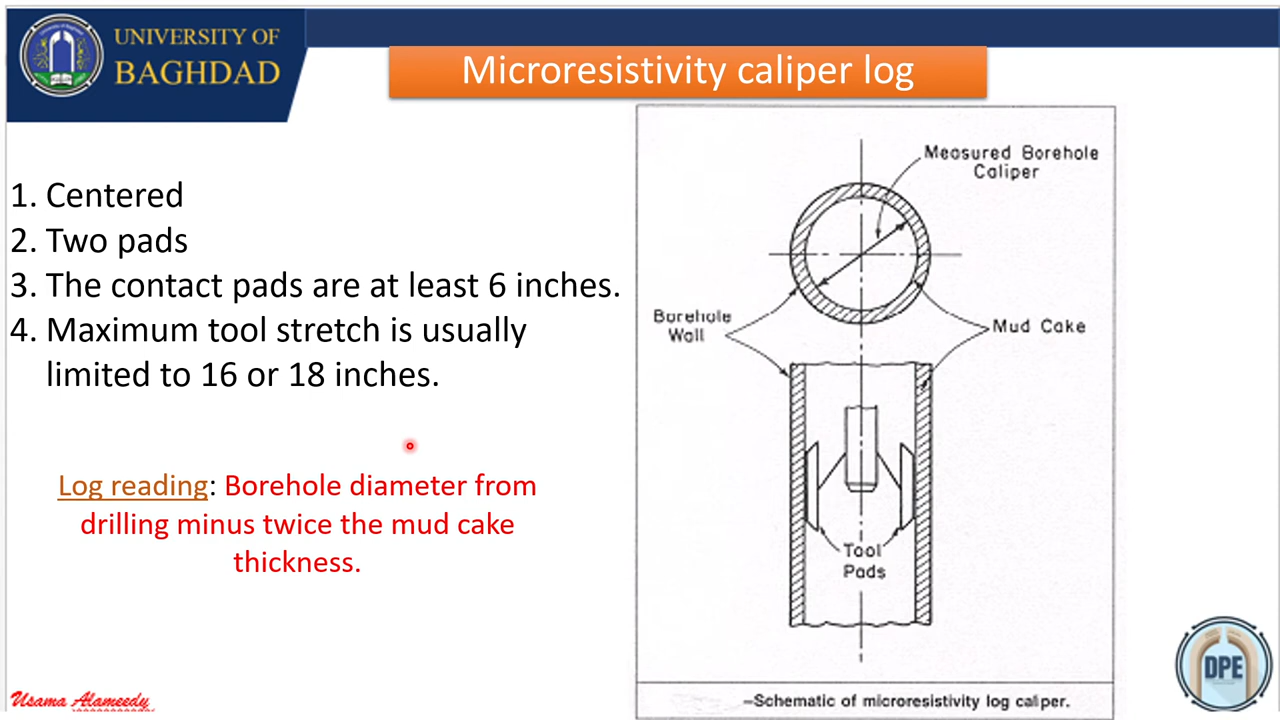 UNIVERSITY OF
BAGHDAD
Microresistivity caliper log
1. Centered
2. Two pads
3. The contact pads are at least 6 inches.
4. Maximum tool stretch is usually
limited to 16 or 18 inches.
Log reading: Borehole diameter from
drilling minus twice the mud cake
thickness.
Measured Borehole
Caliper
Borehole
Wall
Mud Cake
Tool
Pads
—Schematic of microresistivity log caliper.
DPE
Usama Alameedy